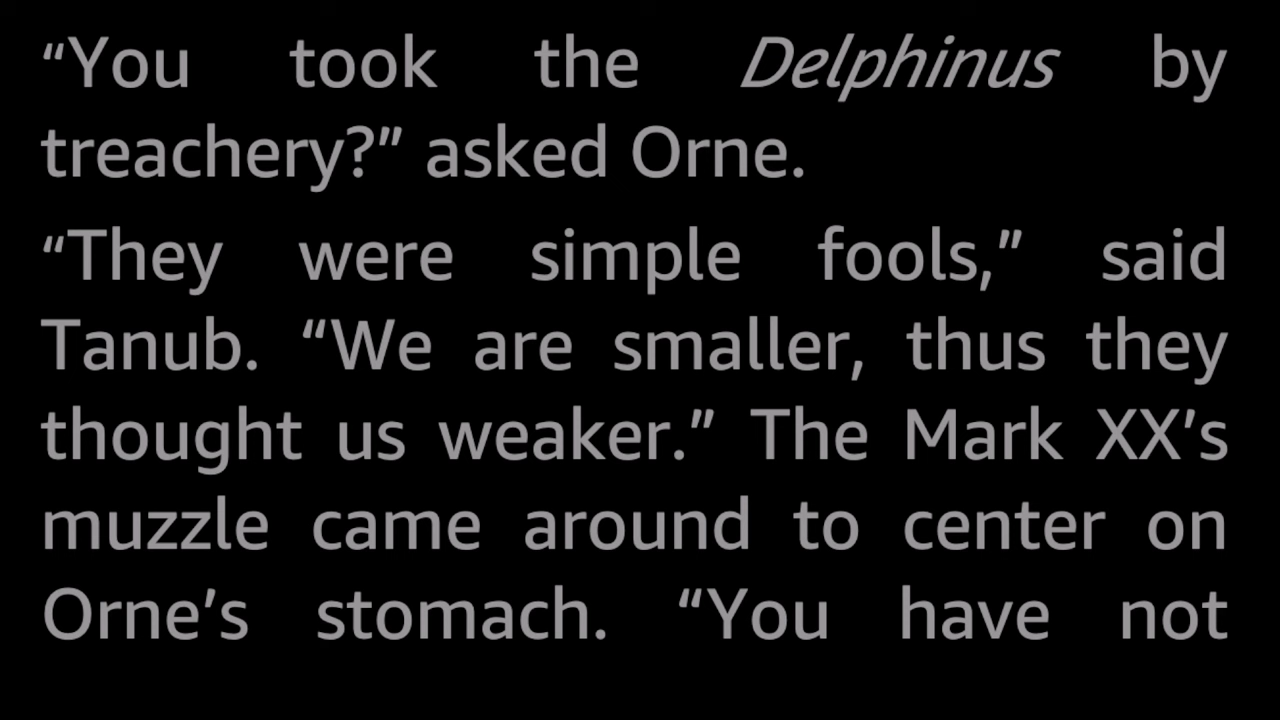 “You took the Delphinus by
treachery?” asked Orne.
“They were simple fools,” said
Tanub. “We are smaller, thus they
thought us weaker.” The Mark XX’s
muzzle came around to center on
Orne’s stomach. “You have not